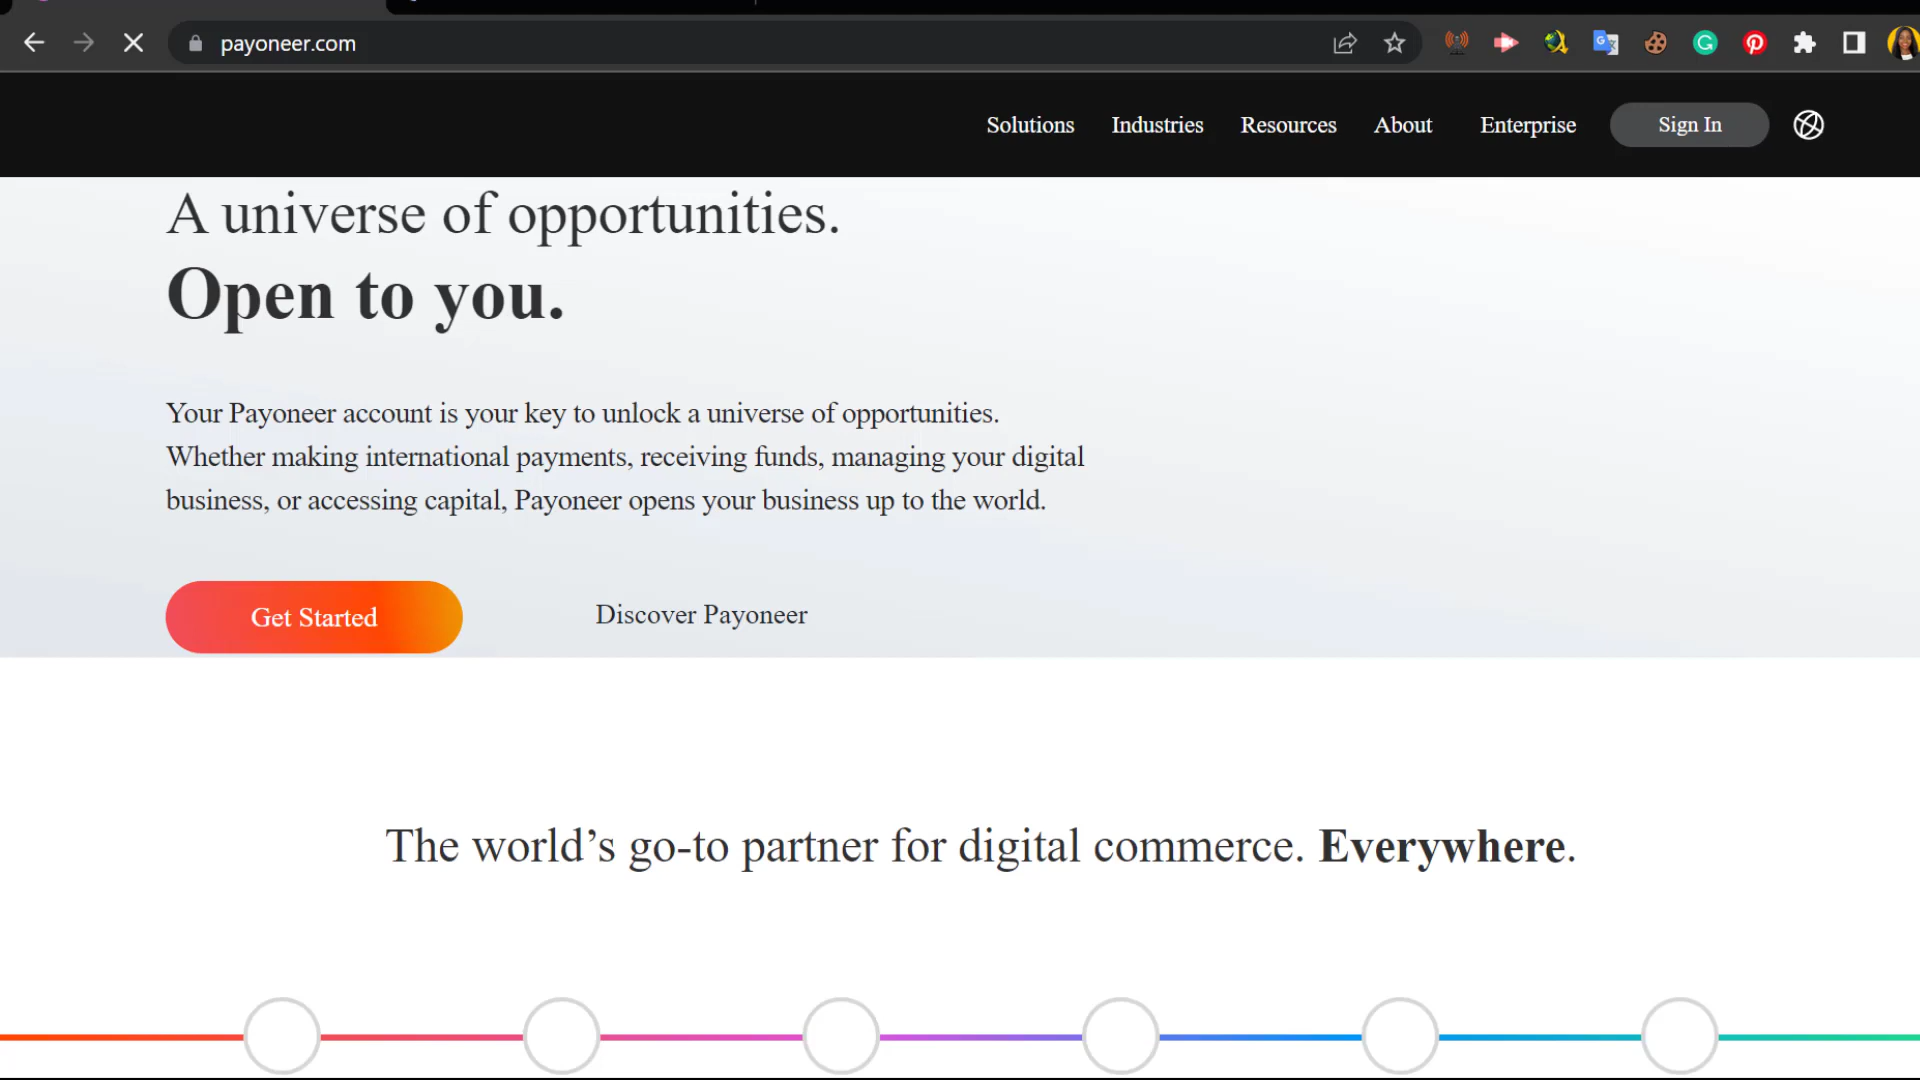 payoneer.com
Solutions Industries Resources About Enterprise Sign In
A universe of opportunities.
Open to you.
Your Payoneer account is your key to unlock a universe of opportunities.
Whether making international payments, receiving funds, managing your digital
business, or accessing capital, Payoneer opens your business up to the world.
Get Started Discover Payoneer
The world’s go-to partner for digital commerce. Everywhere.